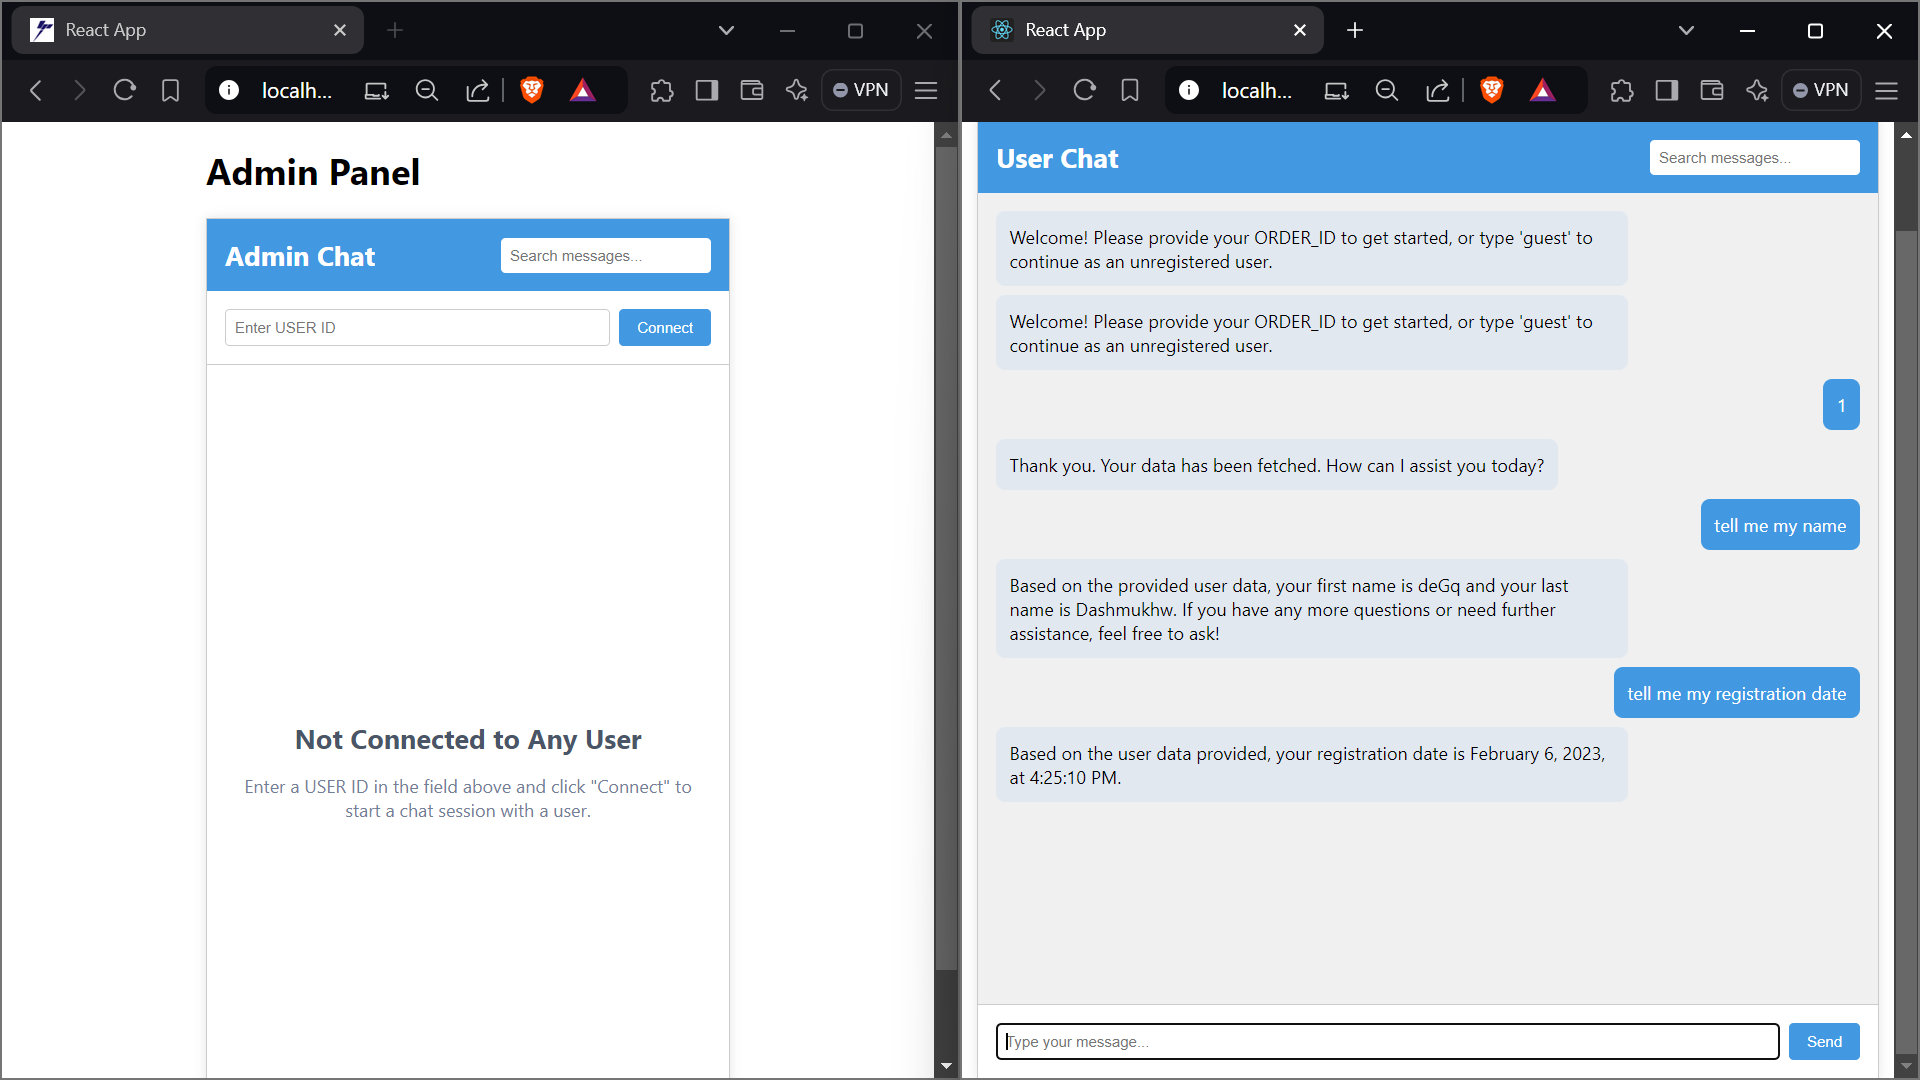 React App
localh...
VPN
Admin Panel
Admin Chat
Search messages...
Enter USER ID
Connect
Not Connected to Any User
Enter a USER ID in the field above and click "Connect" to
start a chat session with a user.
React App
localh...
VPN
User Chat
Search messages...
Welcome! Please provide your ORDER_ID to get started, or type 'guest' to
continue as an unregistered user.
Welcome! Please provide your ORDER_ID to get started, or type 'guest' to
continue as an unregistered user.
1
Thank you. Your data has been fetched. How can I assist you today?
tell me my name
Based on the provided user data, your first name is deGq and your last
name is Dashmukhw. If you have any more questions or need further
assistance, feel free to ask!
tell me my registration date
Based on the user data provided, your registration date is February 6, 2023,
at 4:25:10 PM.
Type your message...
Send